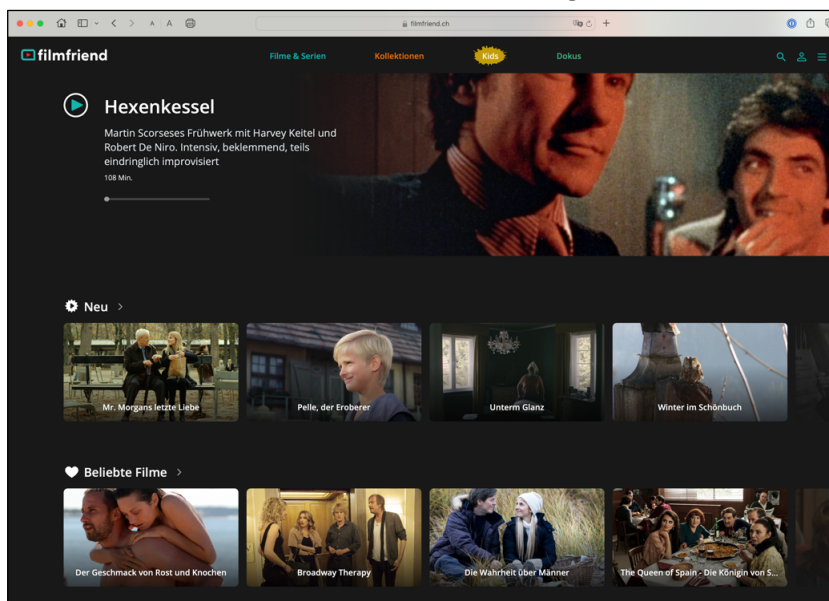 A A
filmfriend.ch
filmfriend
Filme & Serien
Kollektionen
Kids
Dokus
Hexenkessel
Martin Scorseses Frühwerk mit Harvey Keitel und
Robert De Niro. Intensiv, beklemmend, teils
eindringlich improvisiert
108 Min.
Neu
Mr. Morgans letzte Liebe
Pelle, der Eroberer
Unterm Glanz
Winter im Schönbuch
Beliebte Filme
Der Geschmack von Rost und Knochen
Broadway Therapy
Die Wahrheit über Männer
The Queen of Spain - Die Königin von S...